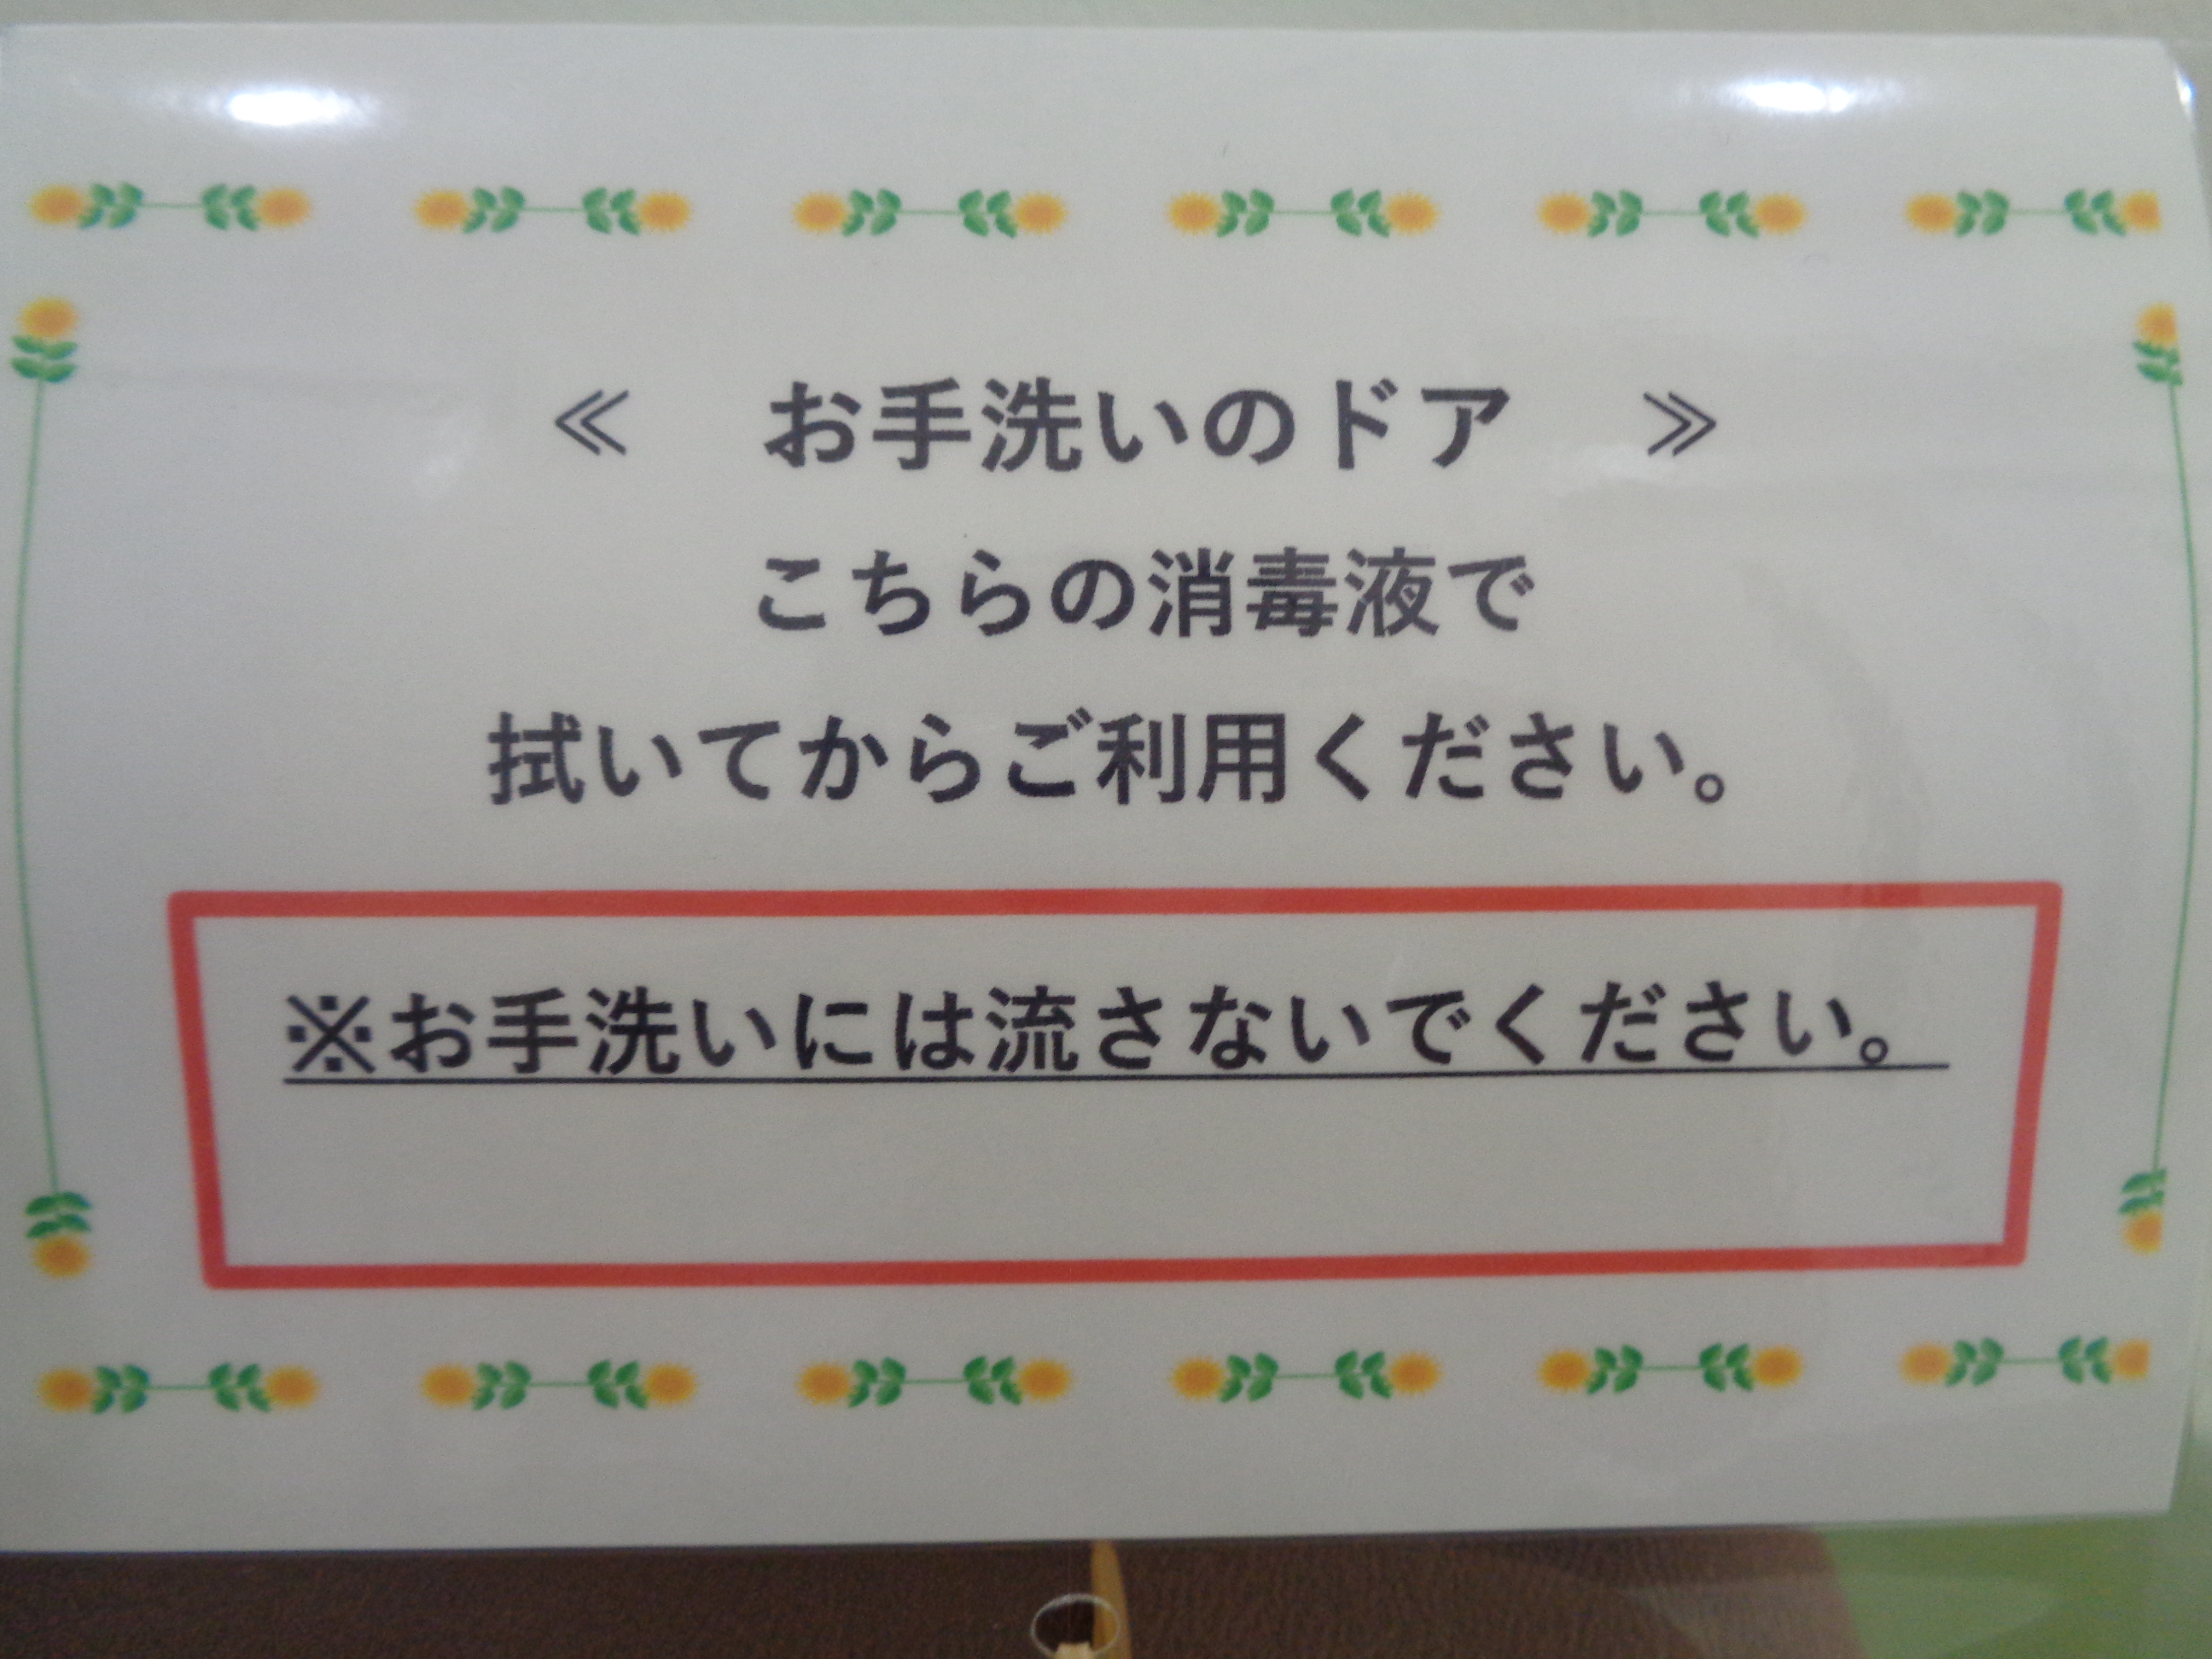 ≪　お手洗いのドア　≫
こちらの消毒液で
拭いてからご利用ください。
※お手洗いには流さないでください。